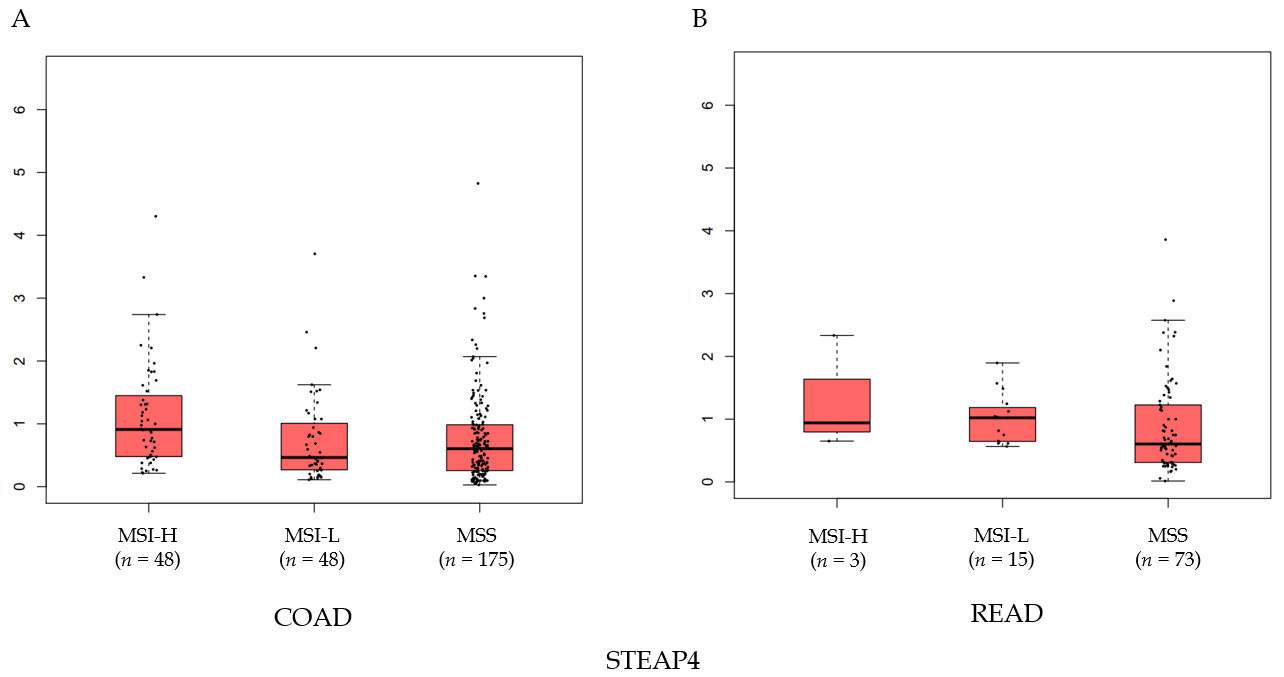 A
6
5
4
3
2
1
0
MSI-H
(n = 48)
MSI-L
(n = 48)
MSS
(n = 175)
COAD
B
6
5
4
3
2
1
0
MSI-H
(n = 3)
MSI-L
(n = 15)
MSS
(n = 73)
READ
STEAP4